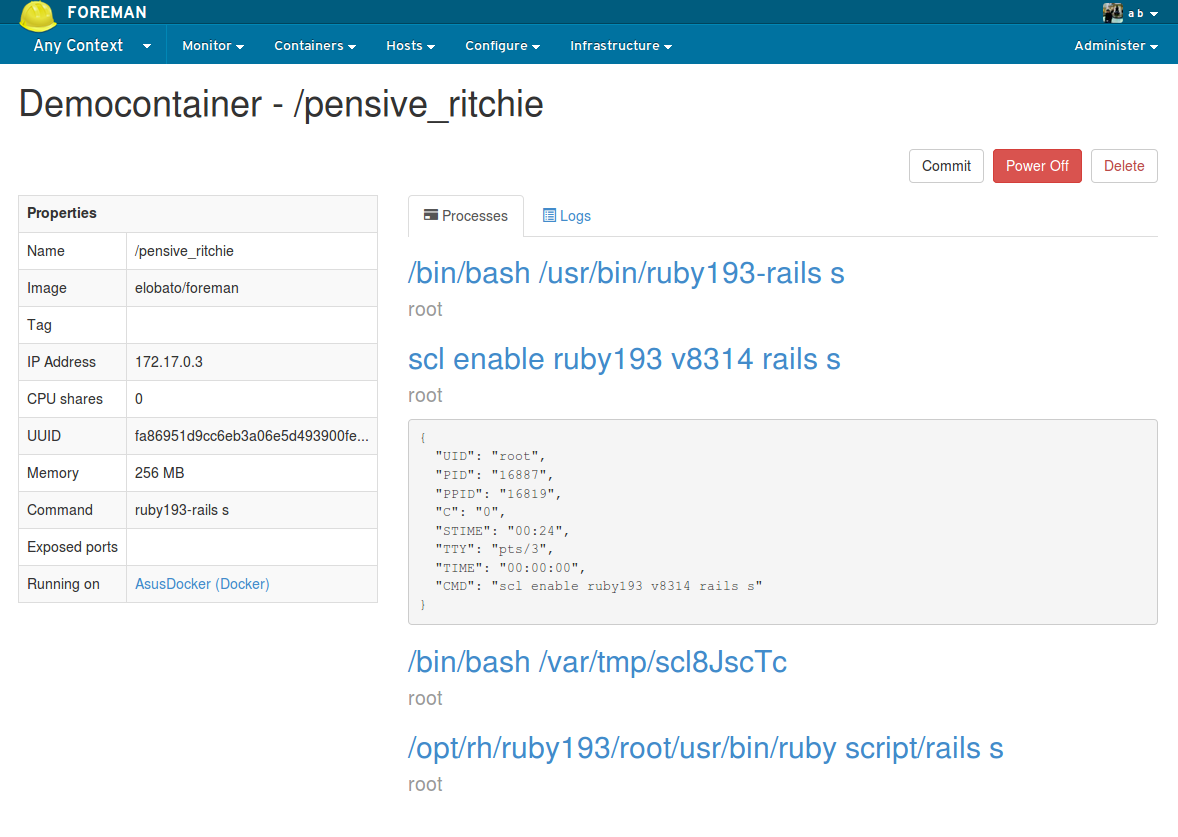 FOREMAN
a b
Any Context
Monitor
Containers
Hosts
Configure
Infrastructure
Administer
Democontainer - /pensive_ritchie
Commit
Power Off
Delete
Properties
Name /pensive_ritchie
Image elobato/foreman
Tag
IP Address 172.17.0.3
CPU shares 0
UUID fa86951d9cc6eb3a06e5d493900fe...
Memory 256 MB
Command ruby193-rails s
Exposed ports
Running on AsusDocker (Docker)
Processes
Logs
/bin/bash /usr/bin/ruby193-rails s
root
scl enable ruby193 v8314 rails s
root
{
"UID": "root",
"PID": "16887",
"PPID": "16819",
"C": "0",
"STIME": "00:24",
"TTY": "pts/3",
"TIME": "00:00:00",
"CMD": "scl enable ruby193 v8314 rails s"
}
/bin/bash /var/tmp/scl8JscTc
root
/opt/rh/ruby193/root/usr/bin/ruby script/rails s
root